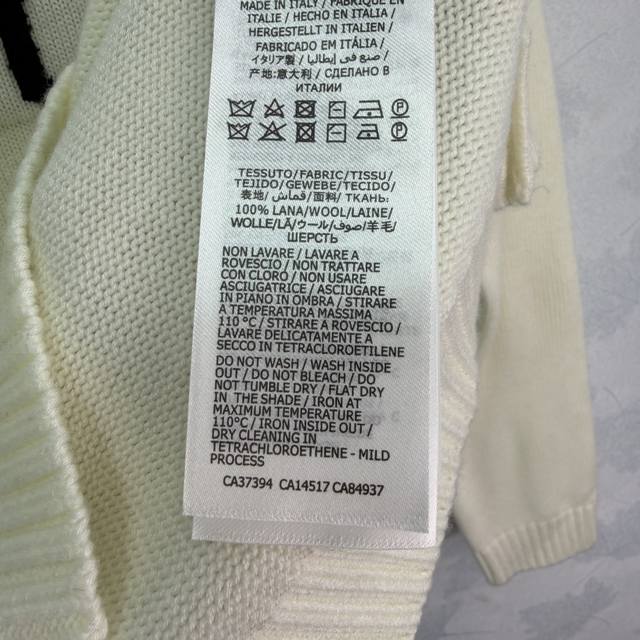 MADE IN ITALY / FABRIQUÉ EN
ITALIE / HECHO EN ITALIA /
HERGESTELLT IN ITALIEN /
FABRICADO EM ITÁLIA /
イタリア製 / صنع في إيطاليا /
产地:意大利 / СДЕЛАНО В
ИТАЛИИ
TESSUTO/FABRIC/TISSU/
TEJIDO/GEWEBE/TECIDO/
表地/ قماش/ 面料/ ТКАНЬ:
100% LANA/WOOL/LAINE/
WOLLE/LÃ/ウール/صوف/羊毛/
ШЕРСТЬ
NON LAVARE / LAVARE A
ROVESCIO / NON TRATTARE
CON CLORO / NON USARE
ASCIUGATRICE / ASCIUGARE
IN PIANO IN OMBRA / STIRARE
A TEMPERATURA MASSIMA
110 °C / STIRARE A ROVESCIO /
LAVARE DELICATAMENTE A
SECCO IN TETRACLOROETILENE
DO NOT WASH / WASH INSIDE
OUT / DO NOT BLEACH / DO
NOT TUMBLE DRY / FLAT DRY
IN THE SHADE / IRON AT
MAXIMUM TEMPERATURE
110°C / IRON INSIDE OUT /
DRY CLEANING IN
TETRACHLOROETHENE - MILD
PROCESS
CA37394 CA14517 CA84937